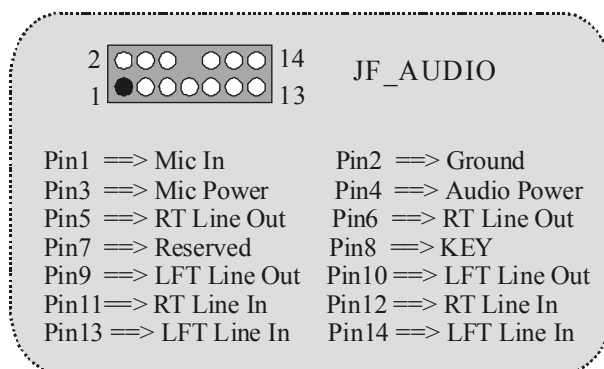 2 14 JF_AUDIO
1 13
Pin1 ==> Mic In Pin2 ==> Ground
Pin3 ==> Mic Power Pin4 ==> Audio Power
Pin5 ==> RT Line Out Pin6 ==> RT Line Out
Pin7 ==> Reserved Pin8 ==> KEY
Pin9 ==> LFT Line Out Pin10 ==> LFT Line Out
Pin11==> RT Line In Pin12 ==> RT Line In
Pin13 ==> LFT Line In Pin14 ==> LFT Line In